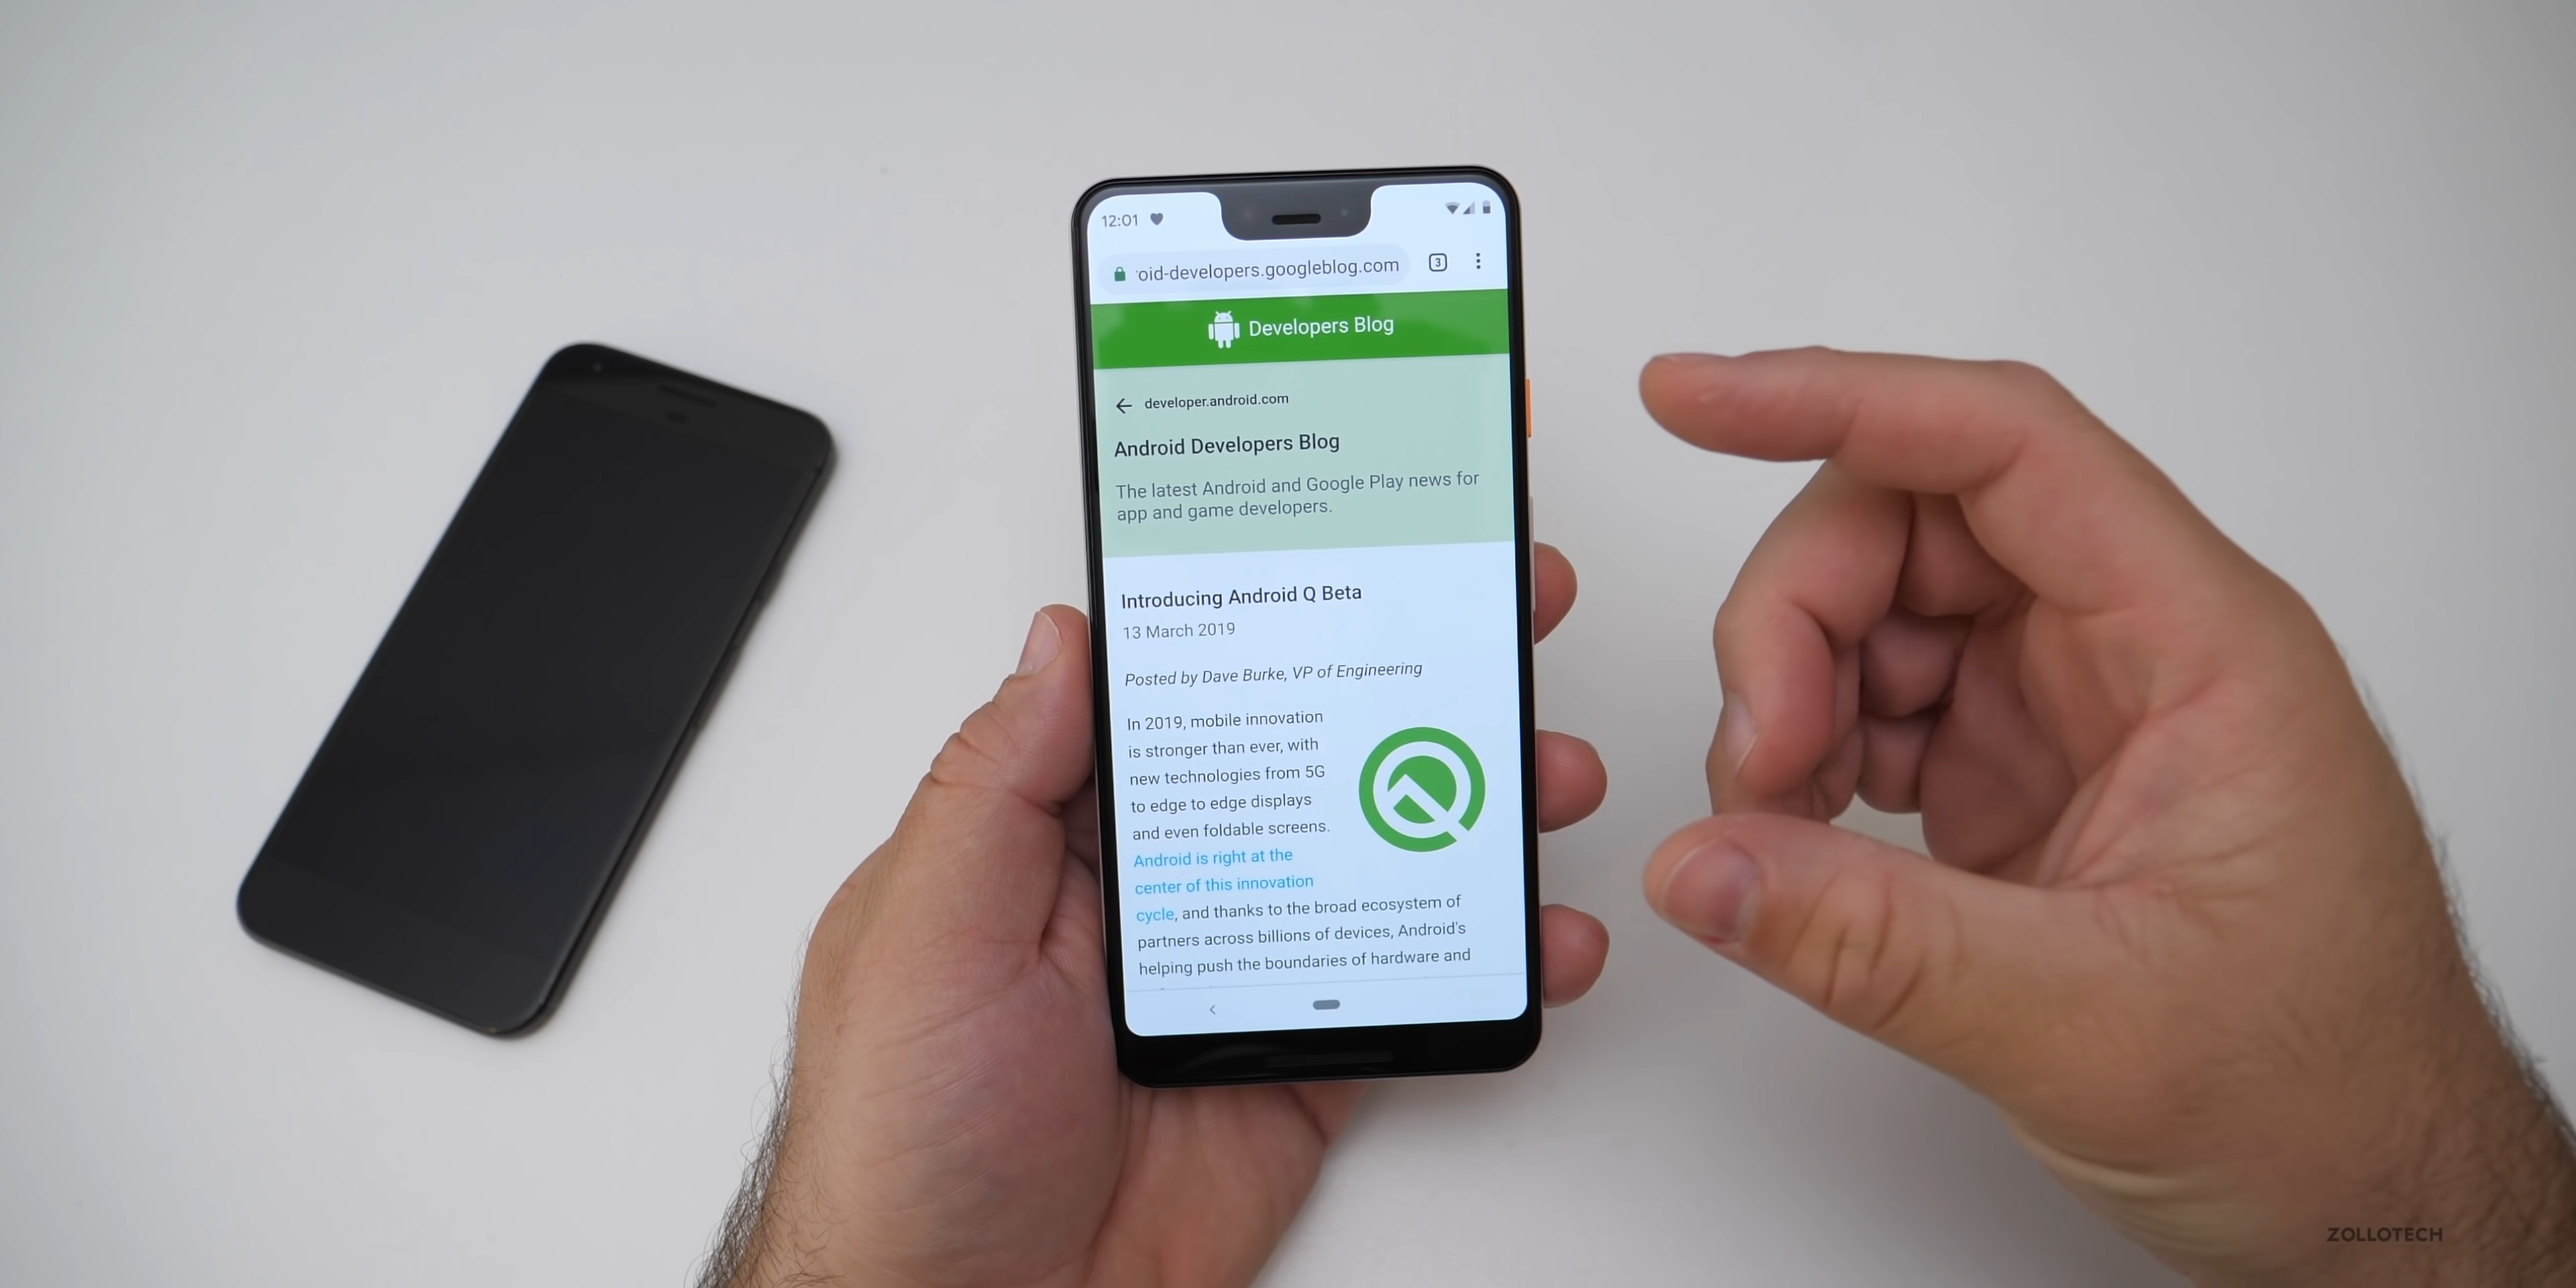 12:01
oid-developers.googleblog.com
3
Developers Blog
developer.android.com
Android Developers Blog
The latest Android and Google Play news for
app and game developers.
Introducing Android Q Beta
13 March 2019
Posted by Dave Burke, VP of Engineering
In 2019, mobile innovation
is stronger than ever, with
new technologies from 5G
to edge to edge displays
and even foldable screens.
Android is right at the
center of this innovation
cycle, and thanks to the broad ecosystem of
partners across billions of devices, Android's
helping push the boundaries of hardware and
ZOLLOTECH